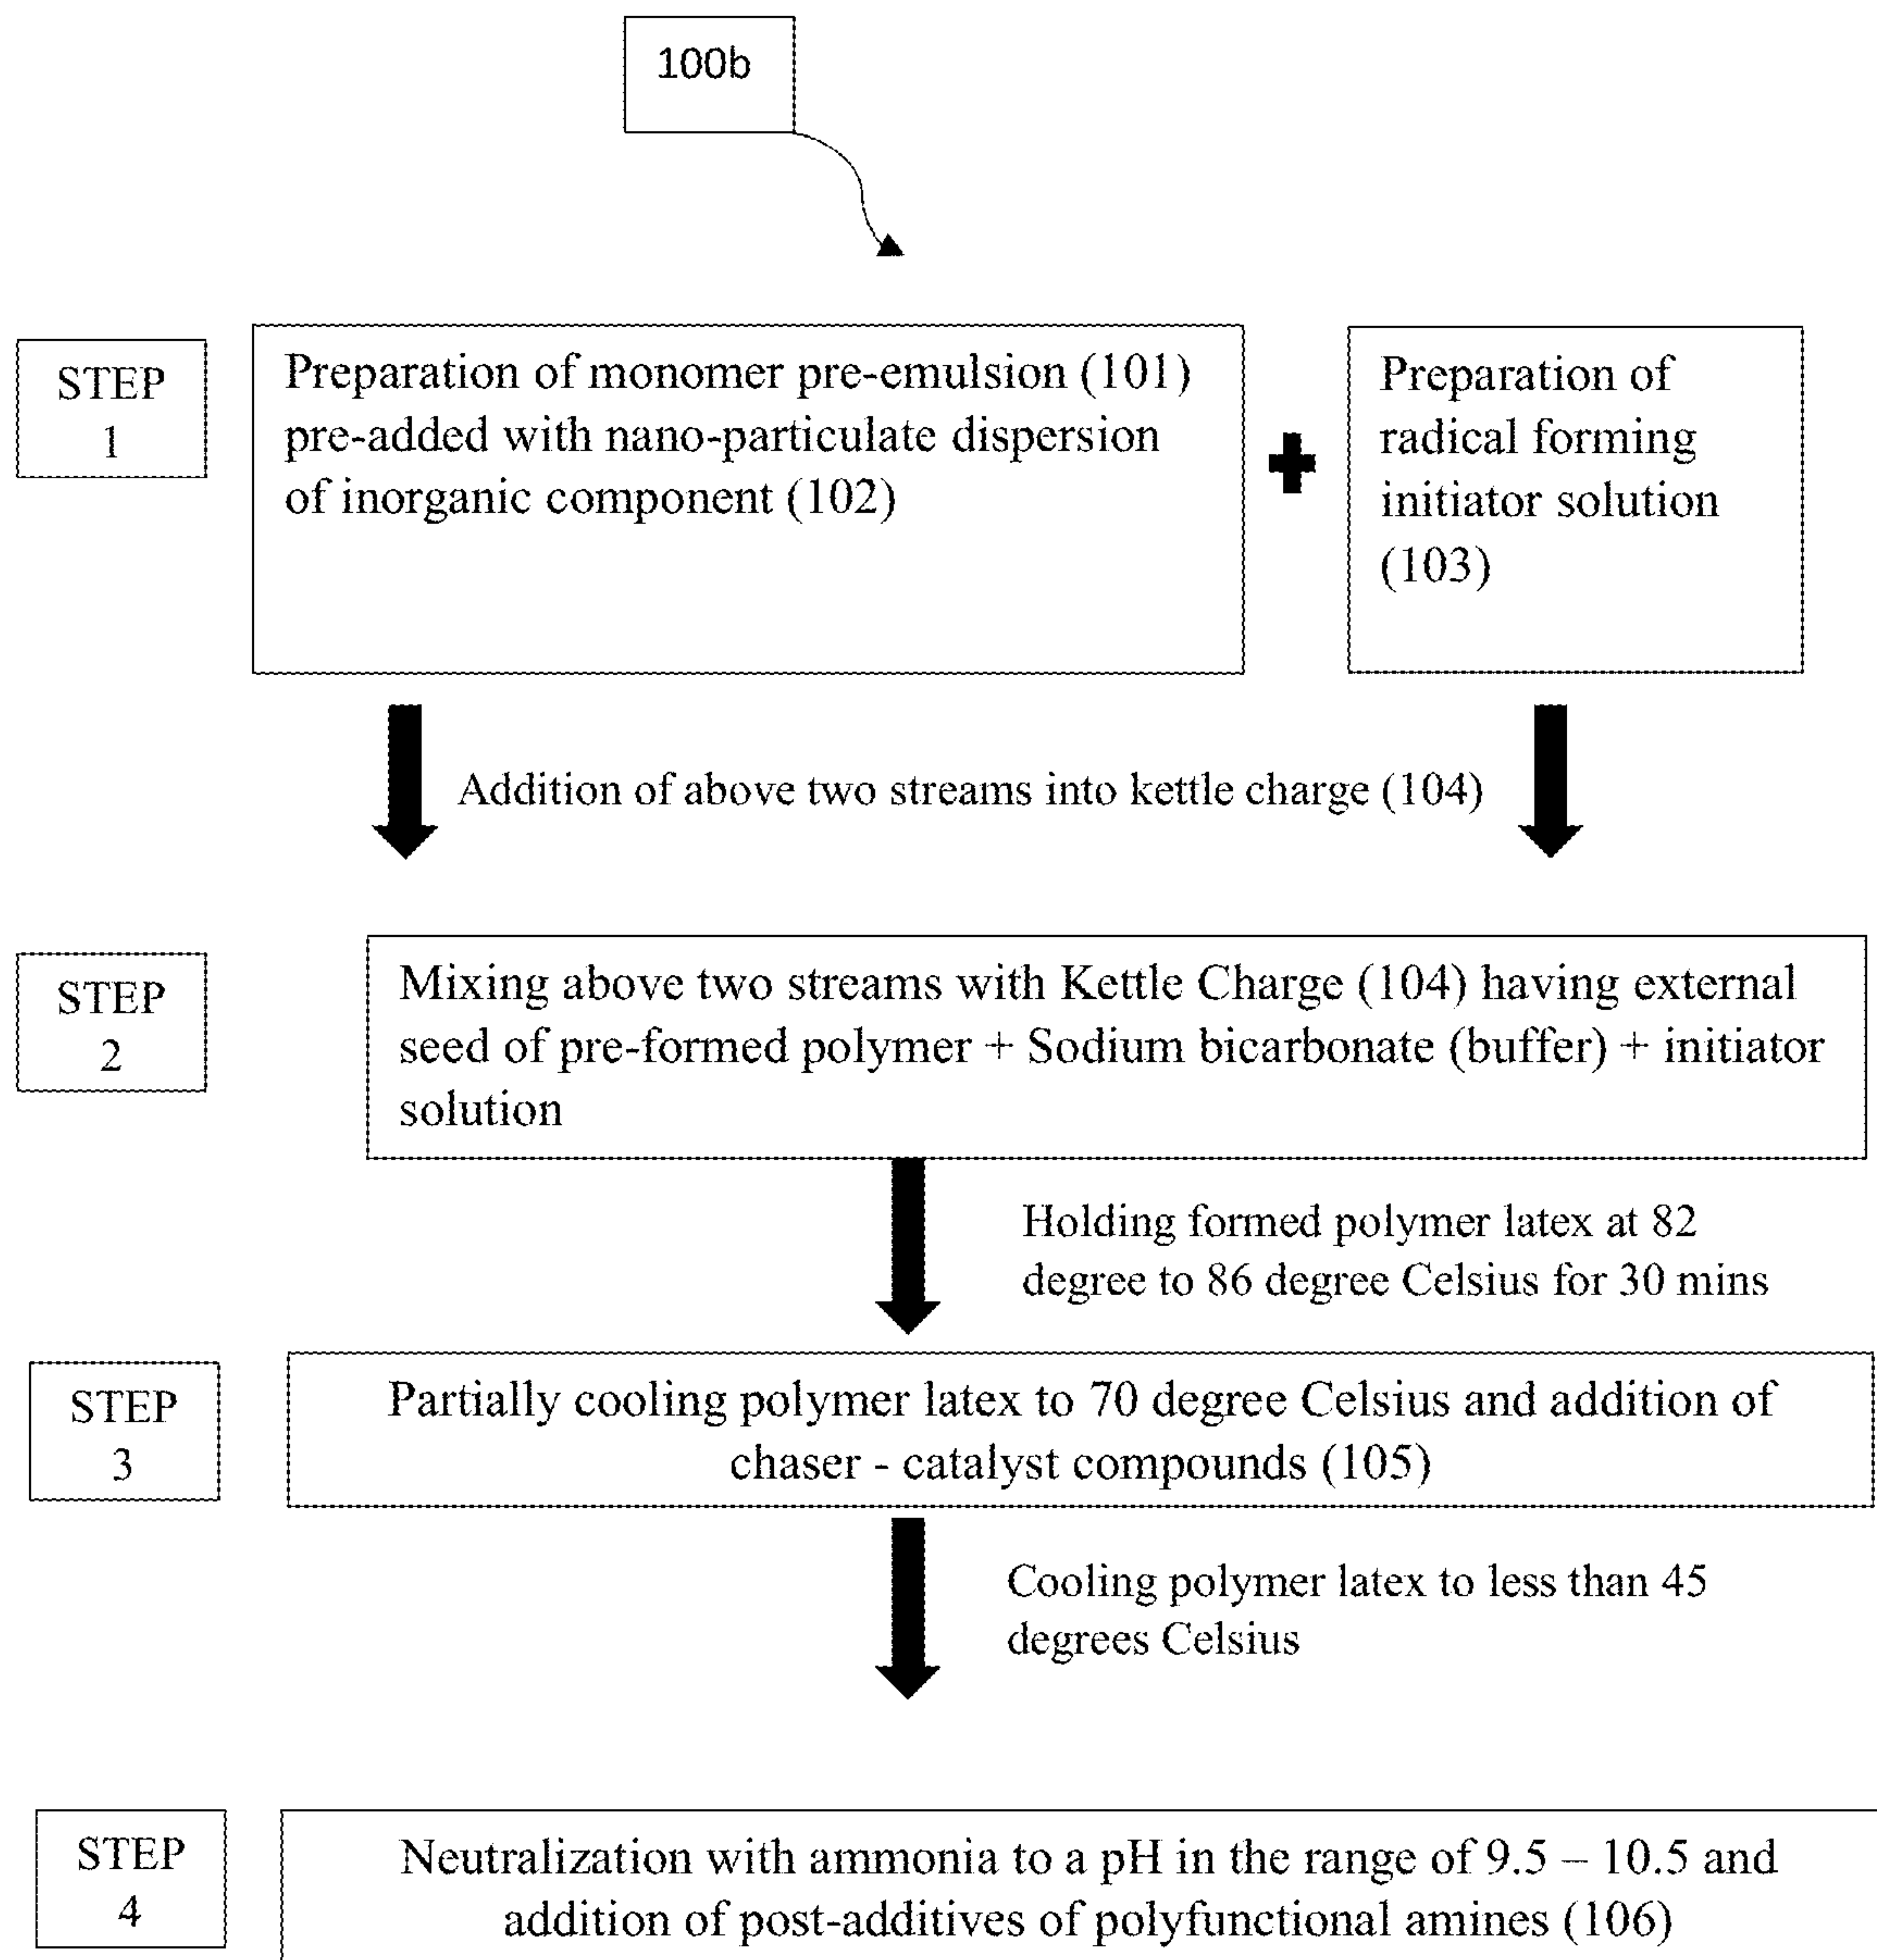 100b
STEP
1
Preparation of monomer pre-emulsion (101)
pre-added with nano-particulate dispersion
of inorganic component (102)
Preparation of
radical forming
initiator solution
(103)
Addition of above two streams into kettle charge (104)
STEP
2
Mixing above two streams with Kettle Charge (104) having external
seed of pre-formed polymer + Sodium bicarbonate (buffer) + initiator
solution
Holding formed polymer latex at 82
degree to 86 degree Celsius for 30 mins
STEP
3
Partially cooling polymer latex to 70 degree Celsius and addition of
chaser - catalyst compounds (105)
Cooling polymer latex to less than 45
degrees Celsius
STEP
4
Neutralization with ammonia to a pH in the range of 9.5 – 10.5 and
addition of post-additives of polyfunctional amines (106)